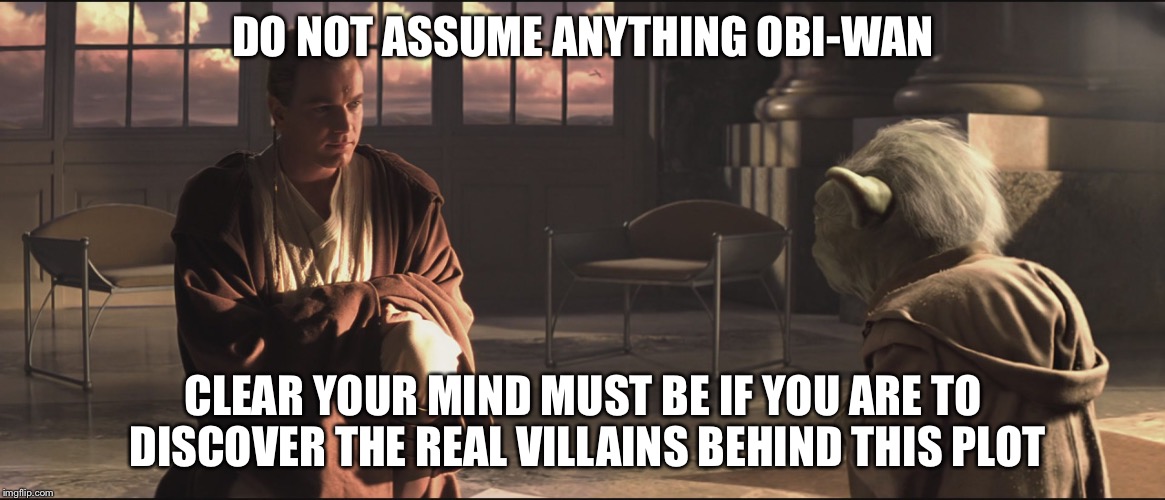 DO NOT ASSUME ANYTHING OBI-WAN
CLEAR YOUR MIND MUST BE IF YOU ARE TO
DISCOVER THE REAL VILLAINS BEHIND THIS PLOT
imgflip.com